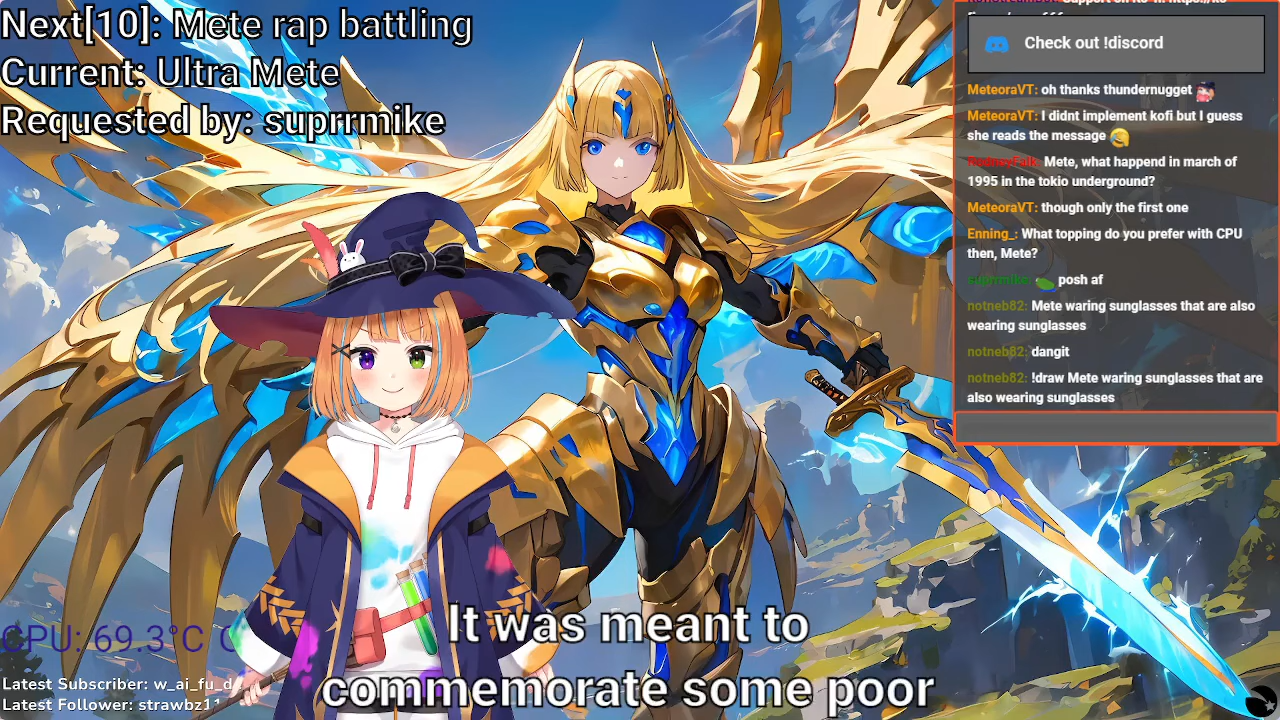 Next[10]: Mete rap battling
Current: Ultra Mete
Requested by: suprrmike
Check out !discord
MeteoraVT: oh thanks thundernugget
MeteoraVT: I didnt implement kofi but I guess
she reads the message
Mete, what happend in march of
1995 in the tokio underground?
MeteoraVT: though only the first one
Enning_: What topping do you prefer with CPU
then, Mete?
suprrmike: posh af
notneb82: Mete waring sunglasses that are also
wearing sunglasses
notneb82: dangit
notneb82: !draw Mete waring sunglasses that are
also wearing sunglasses
CPU: 69.3°C
It was meant to
commemorate some poor
Latest Subscriber: w_ai_fu_d
Latest Follower: strawbz11